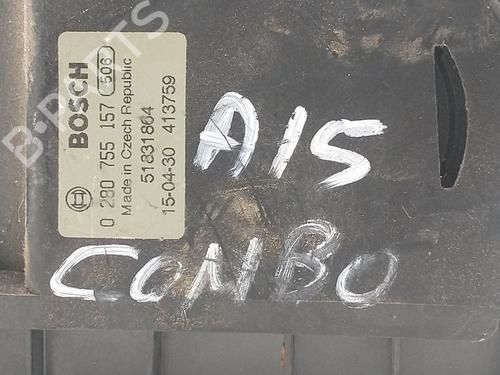 BOSCH
0 280 755 157 506
Made in Czech Republic
51831864
15-04-30 413759
A15
COMBO
B-PARTS